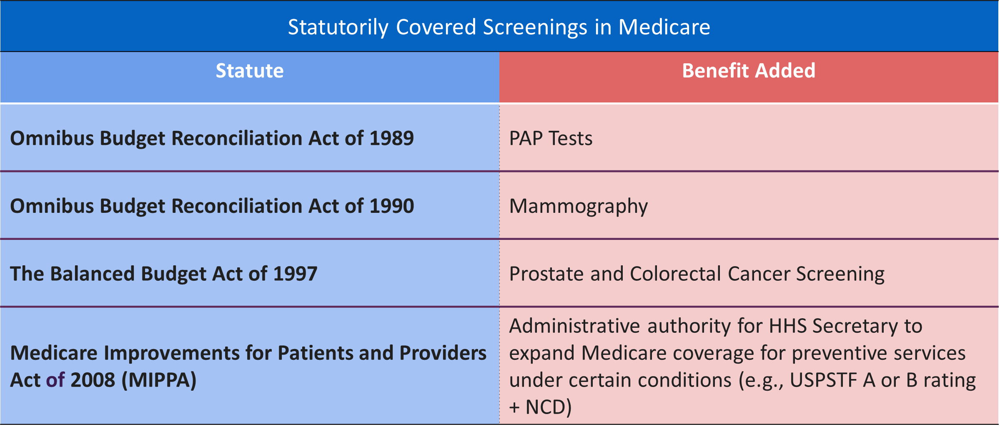 Statutorily Covered Screenings in Medicare
Statute
Benefit Added
Omnibus Budget Reconciliation Act of 1989
PAP Tests
Omnibus Budget Reconciliation Act of 1990
Mammography
The Balanced Budget Act of 1997
Prostate and Colorectal Cancer Screening
Medicare Improvements for Patients and Providers
Act of 2008 (MIPPA)
Administrative authority for HHS Secretary to
expand Medicare coverage for preventive services
under certain conditions (e.g., USPSTF A or B rating
+ NCD)